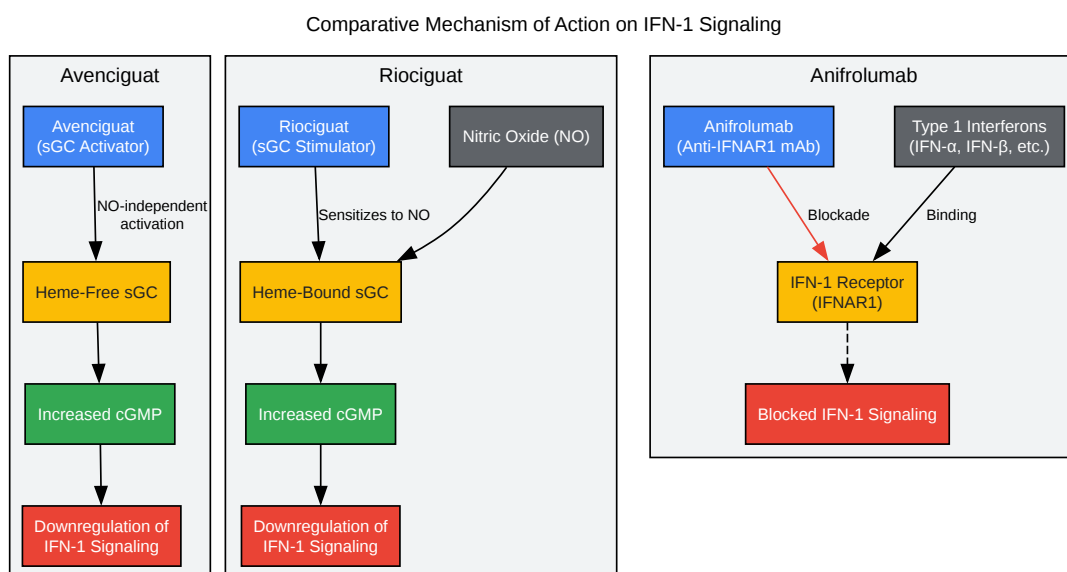 Comparative Mechanism of Action on IFN-1 Signaling
Avenciguat
Avenciguat
(sGC Activator)
NO-independent
activation
Heme-Free sGC
Increased cGMP
Downregulation of
IFN-1 Signaling
Riociguat
Riociguat
(sGC Stimulator)
Nitric Oxide (NO)
Sensitizes to NO
Heme-Bound sGC
Increased cGMP
Downregulation of
IFN-1 Signaling
Anifrolumab
Anifrolumab
(Anti-IFNAR1 mAb)
Type 1 Interferons
(IFN-α, IFN-β, etc.)
Blockade
Binding
IFN-1 Receptor
(IFNAR1)
Blocked IFN-1 Signaling